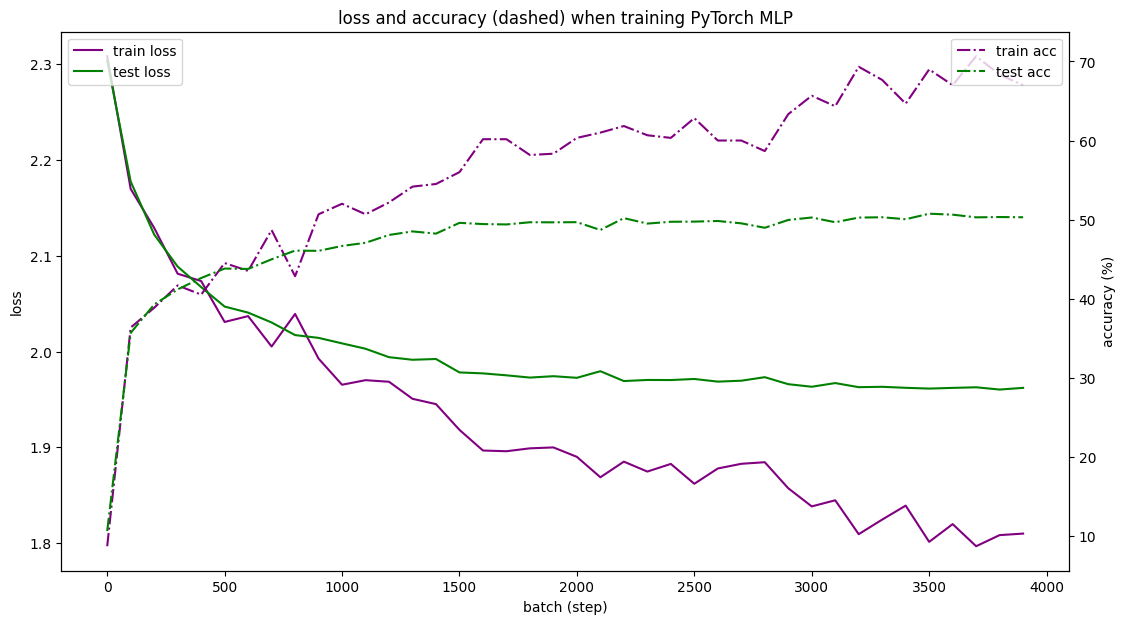 loss and accuracy (dashed) when training PyTorch MLP
train loss
test loss
train acc
test acc
2.3
2.2
2.1
2.0
1.9
1.8
loss
70
60
50
40
30
20
10
accuracy (%)
0 500 1000 1500 2000 2500 3000 3500 4000
batch (step)